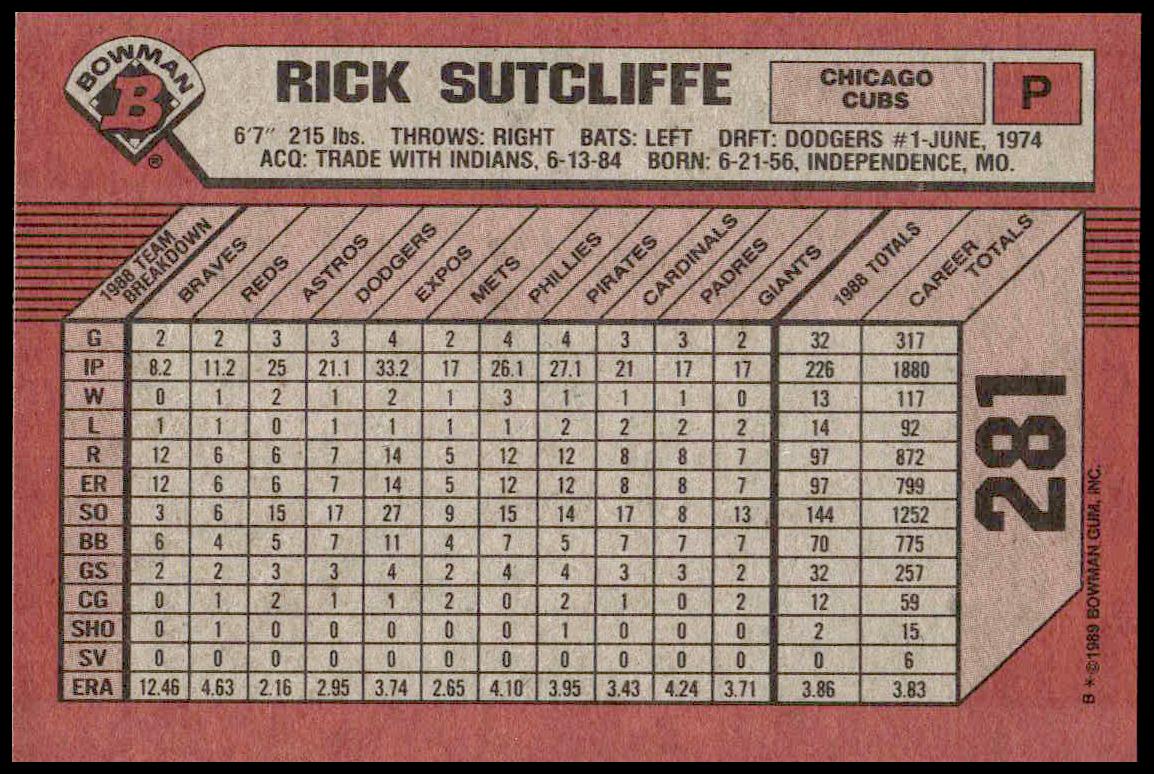 BOWMAN
B
®
RICK SUTCLIFFE
CHICAGO CUBS
P
6'7" 215 lbs. THROWS: RIGHT BATS: LEFT DRFT: DODGERS #1-JUNE, 1974
ACQ: TRADE WITH INDIANS, 6-13-84 BORN: 6-21-56, INDEPENDENCE, MO.
1988 TEAM BREAKDOWN BRAVES REDS ASTROS DODGERS EXPOS METS PHILLIES PIRATES CARDINALS PADRES GIANTS 1988 TOTALS CAREER TOTALS
G 2 2 3 3 4 2 4 4 3 3 2 32 317
IP 8.2 11.2 25 21.1 33.2 17 26.1 27.1 21 17 17 226 1880
W 0 1 2 1 2 1 3 1 1 1 0 13 117
L 1 1 0 1 1 1 1 2 2 2 2 14 92
R 12 6 6 7 14 5 12 12 8 8 7 97 872
ER 12 6 6 7 14 5 12 12 8 8 7 97 799
SO 3 6 15 17 27 9 15 14 17 8 13 144 1252
BB 6 4 5 7 11 4 7 5 7 7 7 70 775
GS 2 2 3 3 4 2 4 4 3 3 2 32 257
CG 0 1 2 1 1 2 0 2 1 0 2 12 59
SHO 0 1 0 0 0 0 0 1 0 0 0 2 15
SV 0 0 0 0 0 0 0 0 0 0 0 0 6
ERA 12.46 4.63 2.16 2.95 3.74 2.65 4.10 3.95 3.43 4.24 3.71 3.86 3.83
281
B*©1989 BOWMAN GUM, INC.